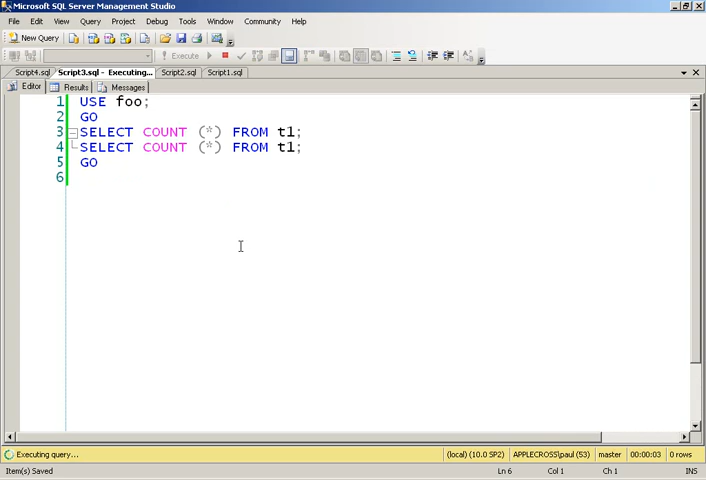 Microsoft SQL Server Management Studio
File Edit View Query Project Debug Tools Window Community Help
New Query
Execute
Script4.sql Script3.sql - Executing... Script2.sql Script1.sql
Editor Results Messages
1 USE foo;
2 GO
3 SELECT COUNT (*) FROM t1;
4 SELECT COUNT (*) FROM t1;
5 GO
6
Executing query... (local) (10.0 SP2) APPLECROSS\paul (53) master 00:00:03 0 rows
Item(s) Saved Ln 6 Col 1 Ch 1 INS